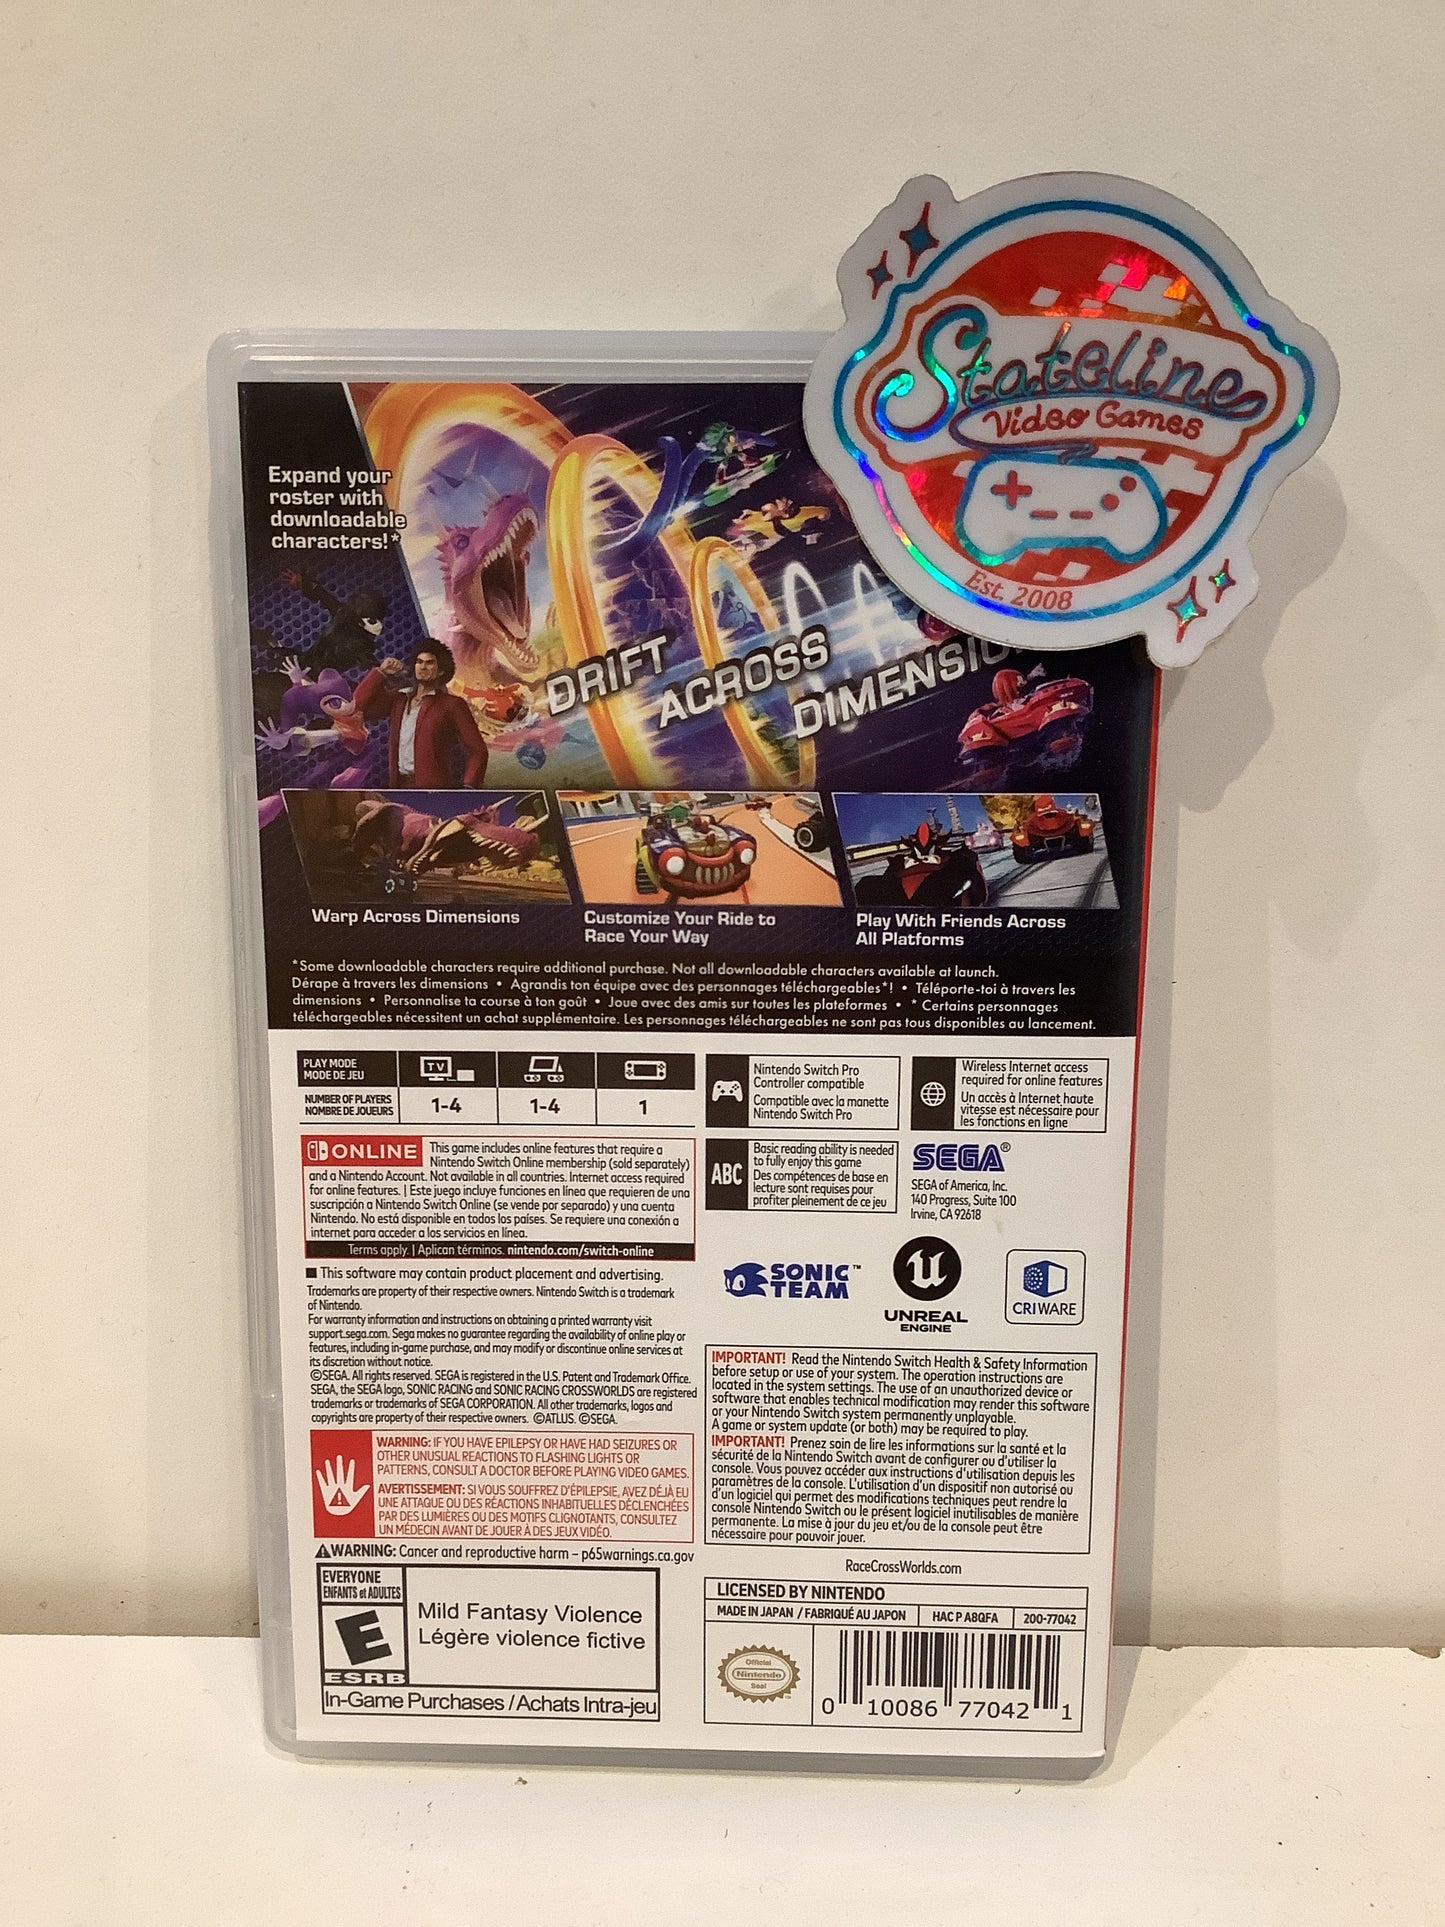 Stateline
Video Games
Est. 2008
Expand your
roster with
downloadable
characters!*
DRIFT
ACROSS
Warp Across Dimensions
Customize Your Ride to
Race Your Way
Play With Friends Across
All Platforms
*Some downloadable characters require additional purchase. Not all downloadable characters available at launch.
Dérape à travers les dimensions • Agrandis ton équipe avec des personnages téléchargeables*! • Téléporte-toi à travers les
dimensions • Personnalise ta course à ton goût • Joue avec des amis sur toutes les plateformes • * Certains personnages
téléchargeables nécessitent un achat supplémentaire. Les personnages téléchargeables ne sont pas tous disponibles au lancement.
PLAY MODE
MODE DE JEU
TV
NUMBER OF PLAYERS
NOMBRE DE JOUEURS
1-4
1-4
1
Nintendo Switch Pro
Controller compatible
Compatible avec la manette
Nintendo Switch Pro
Wireless Internet access
required for online features
Un accès à Internet haute
vitesse est nécessaire pour
les fonctions en ligne
ONLINE
This game includes online features that require a
Nintendo Switch Online membership (sold separately)
and a Nintendo Account. Not available in all countries. Internet access required
for online features. | Este juego incluye funciones en línea que requieren de una
suscripción a Nintendo Switch Online (se vende por separado) y una cuenta
Nintendo. No está disponible en todos los países. Se requiere una conexión a
internet para acceder a los servicios en línea.
Terms apply. | Aplican términos. nintendo.com/switch-online
ABC
Basic reading ability is needed
to fully enjoy this game
Des compétences de base en
lecture sont requises pour
profiter pleinement de ce jeu
SEGA®
SEGA of America, Inc.
140 Progress, Suite 100
Irvine, CA 92618
■ This software may contain product placement and advertising.
Trademarks are property of their respective owners. Nintendo Switch is a trademark
of Nintendo.
For warranty information and instructions on obtaining a printed warranty visit
support.sega.com. Sega makes no guarantee regarding the availability of online play or
features, including in-game purchase, and may modify or discontinue online services at
its discretion without notice.
©SEGA. All rights reserved. SEGA is registered in the U.S. Patent and Trademark Office.
SEGA, the SEGA logo, SONIC RACING and SONIC RACING CROSSWORLDS are registered
trademarks or trademarks of SEGA CORPORATION. All other trademarks, logos and
copyrights are property of their respective owners. ©ATLUS. ©SEGA.
SONIC
TEAM™
UNREAL
ENGINE
CRIWARE
IMPORTANT! Read the Nintendo Switch Health & Safety Information
before setup or use of your system. The operation instructions are
located in the system settings. The use of an unauthorized device or
software that enables technical modification may render this software
or your Nintendo Switch system permanently unplayable.
A game or system update (or both) may be required to play.
IMPORTANT! Prenez soin de lire les informations sur la santé et la
sécurité de la Nintendo Switch avant de configurer ou d'utiliser la
console. Vous pouvez accéder aux instructions d'utilisation depuis les
paramètres de la console. L'utilisation d'un dispositif non autorisé ou
d'un logiciel qui permet des modifications techniques peut rendre la
console Nintendo Switch ou le présent logiciel inutilisables de manière
permanente. La mise à jour du jeu et/ou de la console peut être
nécessaire pour pouvoir jouer.
WARNING: IF YOU HAVE EPILEPSY OR HAVE HAD SEIZURES OR
OTHER UNUSUAL REACTIONS TO FLASHING LIGHTS OR
PATTERNS, CONSULT A DOCTOR BEFORE PLAYING VIDEO GAMES.
AVERTISSEMENT: SI VOUS SOUFFREZ D'ÉPILEPSIE, AVEZ DÉJÀ EU
UNE ATTAQUE OU DES RÉACTIONS INHABITUELLES DÉCLENCHÉES
PAR DES LUMIÈRES OU DES MOTIFS CLIGNOTANTS, CONSULTEZ
UN MÉDECIN AVANT DE JOUER À DES JEUX VIDÉO.
WARNING: Cancer and reproductive harm – p65warnings.ca.gov
RaceCrossWorlds.com
EVERYONE
ENFANTS et ADULTES
E
ESRB
Mild Fantasy Violence
Légère violence fictive
In-Game Purchases / Achats Intra-jeu
LICENSED BY NINTENDO
MADE IN JAPAN / FABRIQUÉ AU JAPON
HAC P A8QFA
200-77042
Official
Nintendo
Seal
0 10086 77042 1